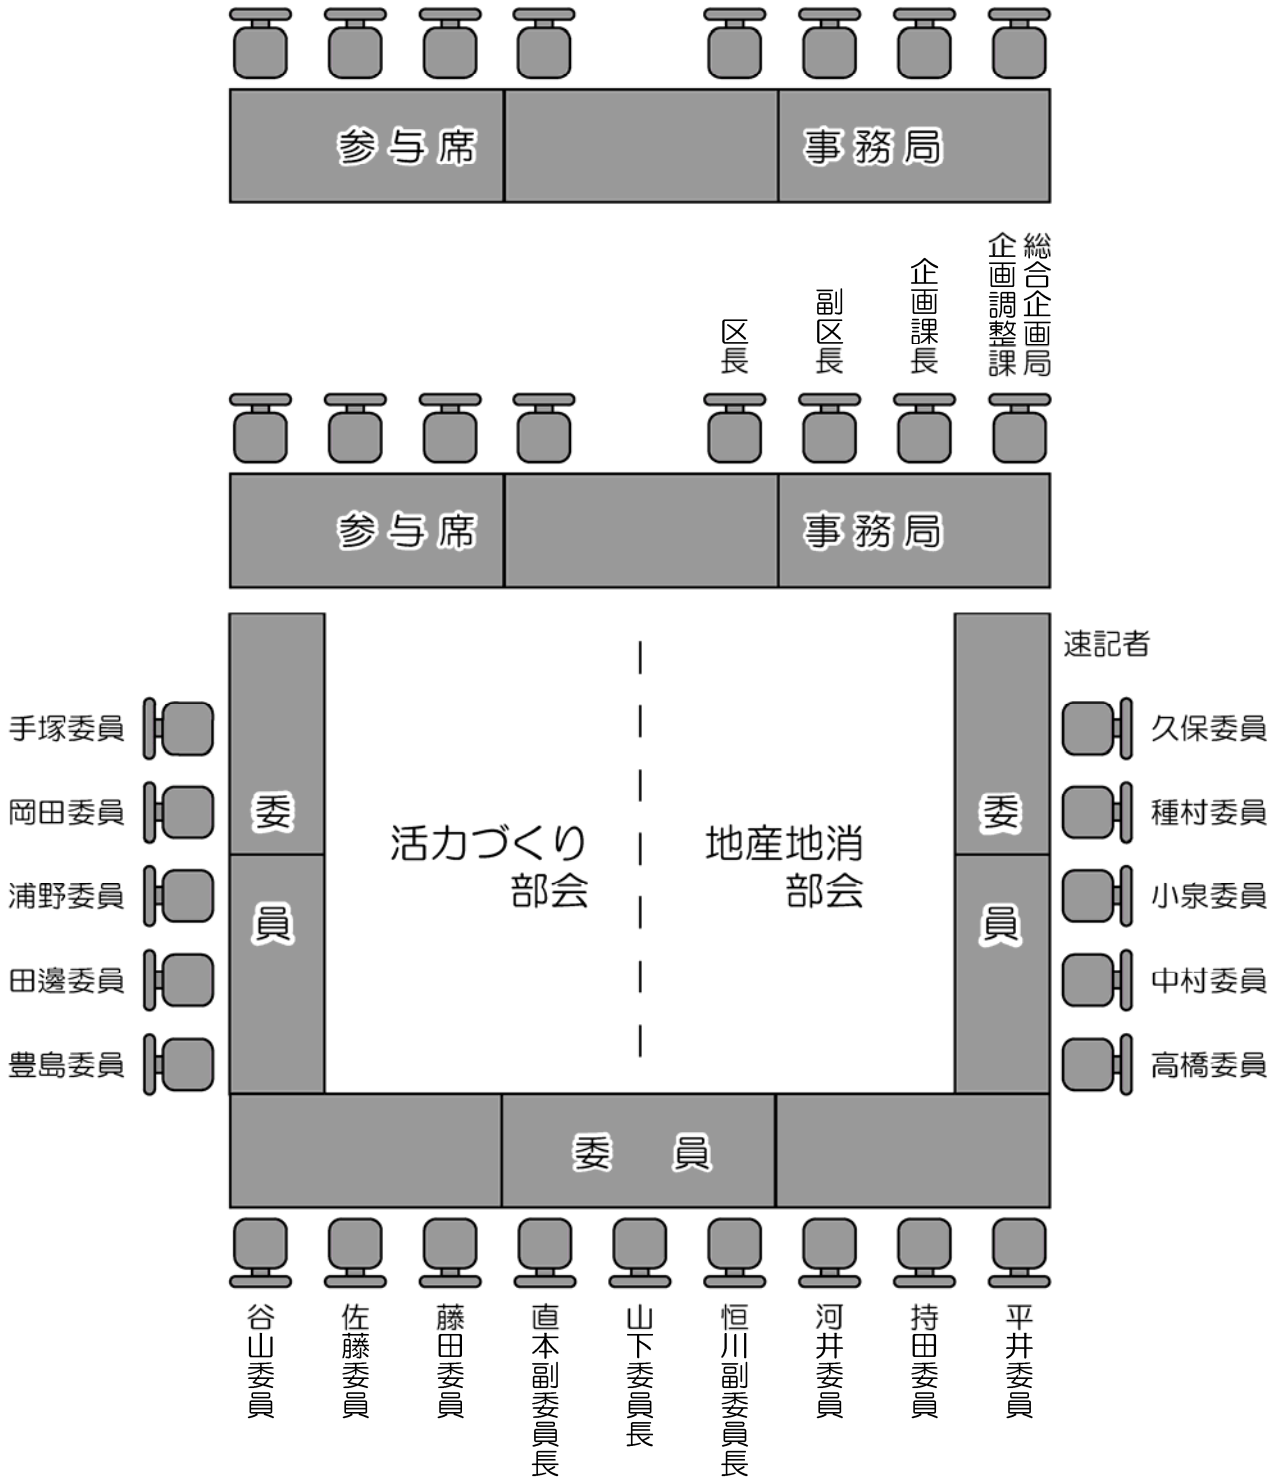 参与席
事務局
区長
副区長
企画課長
総合企画局
企画調整課
参与席
事務局
速記者
手塚委員
岡田委員
浦野委員
田邊委員
豊島委員
委員
活力づくり
部会
地産地消
部会
委員
久保委員
種村委員
小泉委員
中村委員
高橋委員
委員
谷山委員
佐藤委員
藤田委員
直本副委員長
山下委員長
恒川副委員長
河井委員
持田委員
平井委員